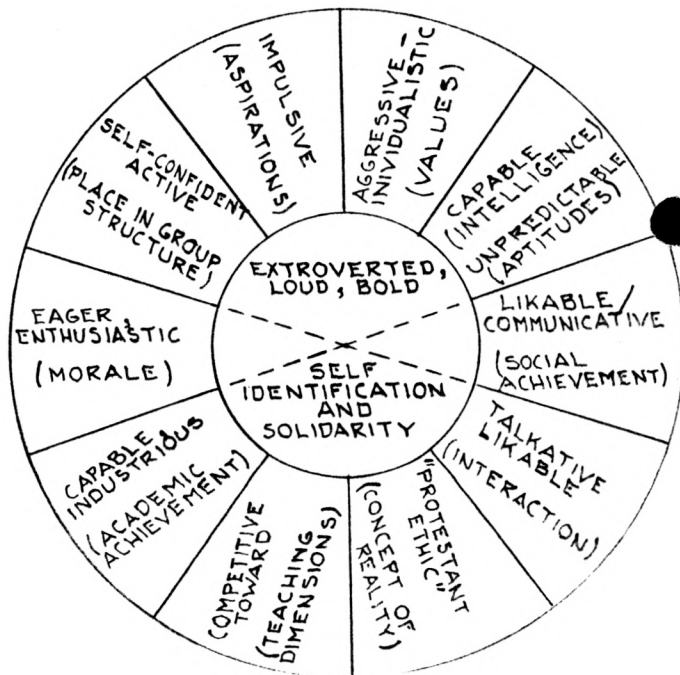 IMPULSIVE
(ASPIRATIONS)
AGGRESSIVE-
INIVIDUALISTIC
(VALUES)
CAPABLE
(INTELLIGENCE)
UNPREDICTABLE
(APTITUDES)
LIKABLE/
COMMUNICATIVE
(SOCIAL
ACHIEVEMENT)
TALKATIVE
LIKABLE
(INTERACTION)
"PROTESTANT
ETHIC"
(CONCEPT OF
REALITY)
COMPETITIVE
TOWARD
(TEACHING
DIMENSIONS)
CAPABLE,
INDUSTRIOUS
(ACADEMIC
ACHIEVEMENT)
EAGER,
ENTHUSIASTIC
(MORALE)
SELF-CONFIDENT
ACTIVE
(PLACE IN GROUP
STRUCTURE)
EXTROVERTED,
LOUD, BOLD
SELF
IDENTIFICATION
AND
SOLIDARITY